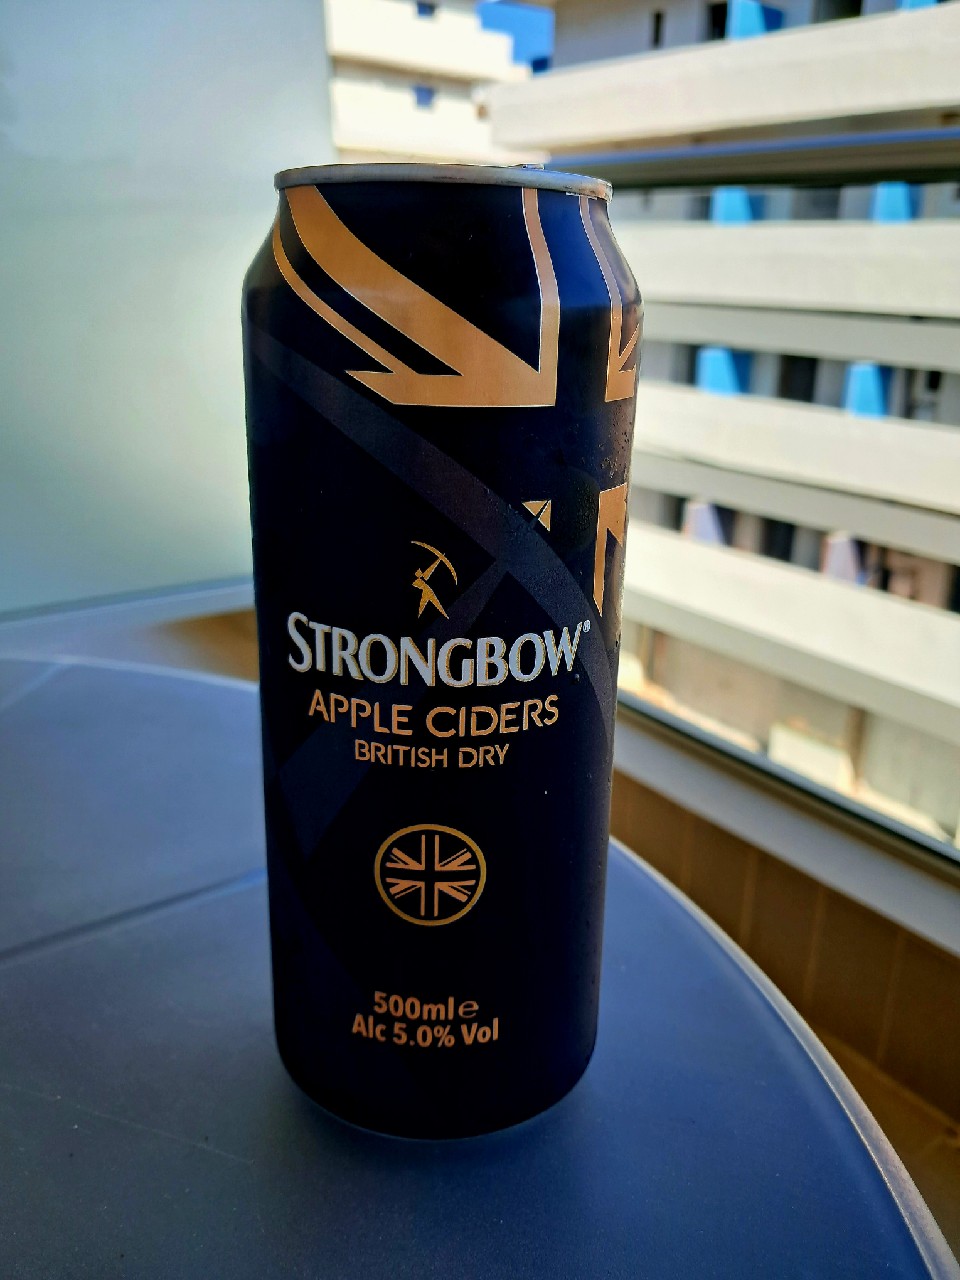 STRONGBOW®
APPLE CIDERS
BRITISH DRY
500ml℮
Alc 5.0% Vol